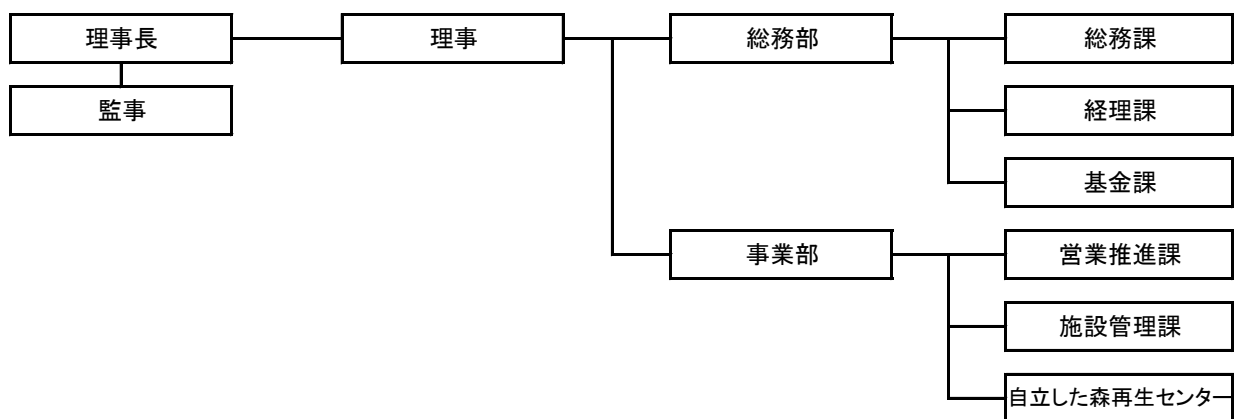 理事長
理事
総務部
総務課
監事
経理課
基金課
事業部
営業推進課
施設管理課
自立した森再生センター